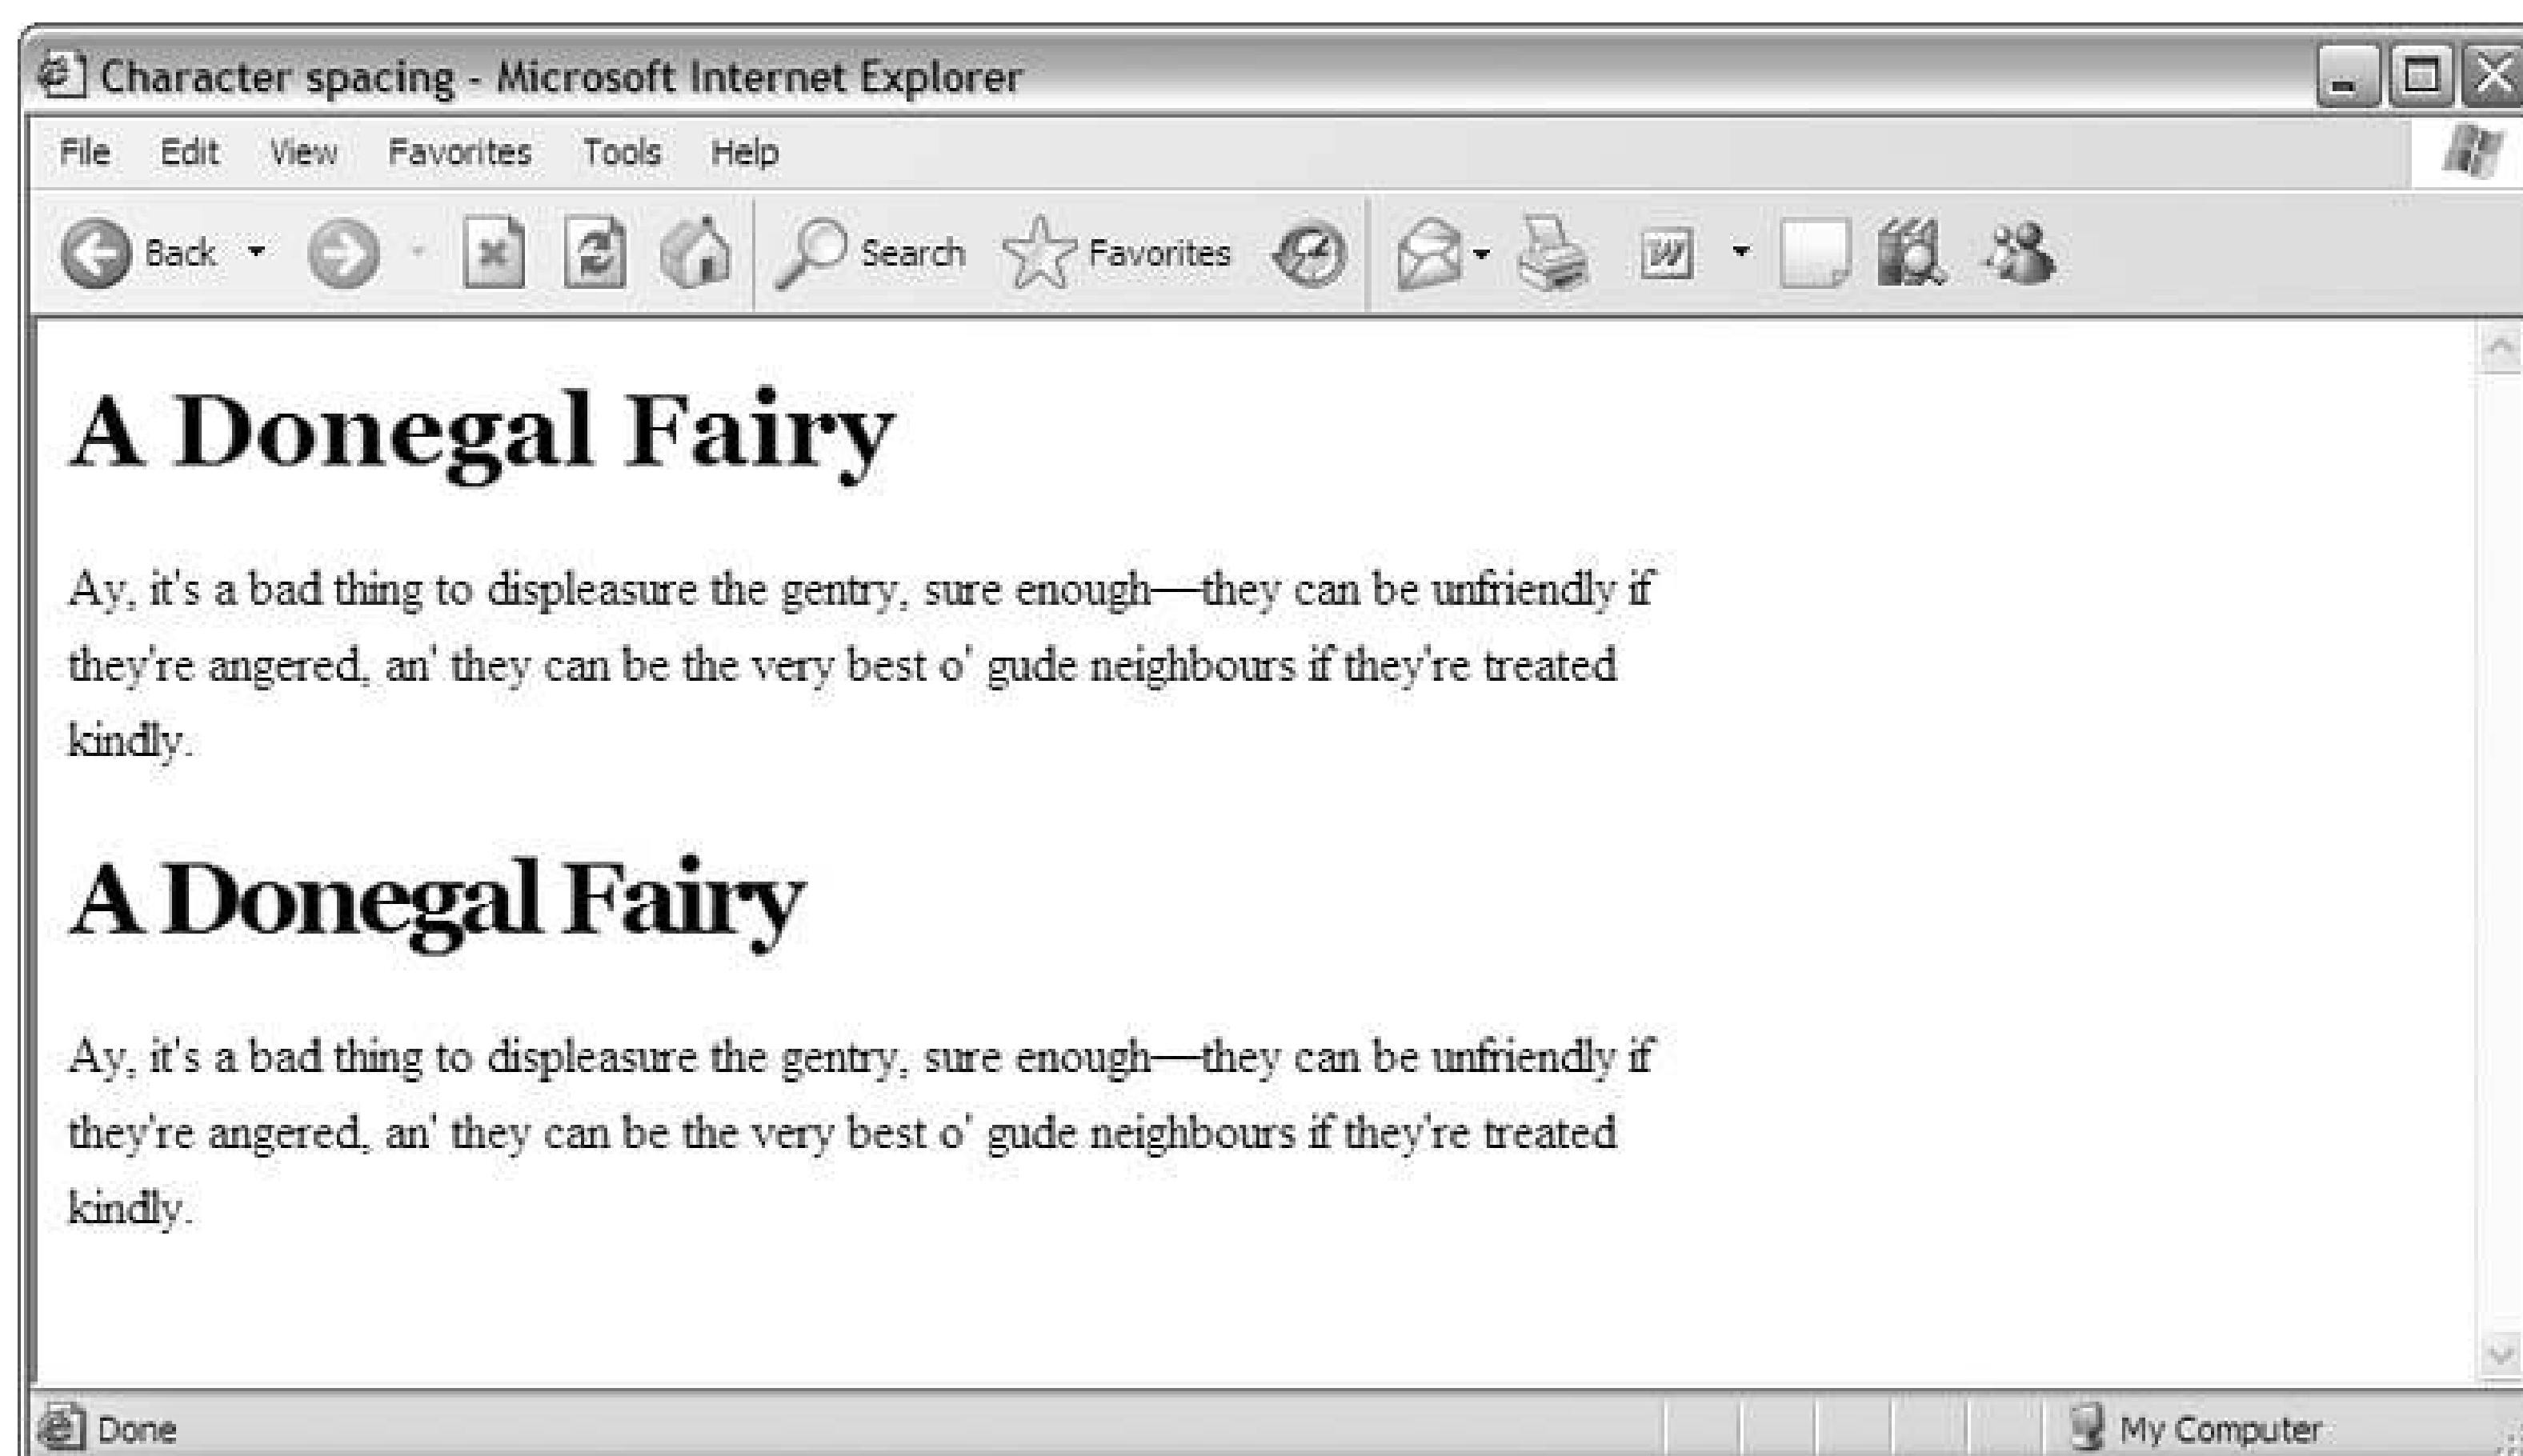 Character spacing - Microsoft Internet Explorer
File Edit View Favorites Tools Help
Back Search Favorites W
A Donegal Fairy
Ay, it's a bad thing to displeasure the gentry, sure enough—they can be unfriendly if
they're angered, an' they can be the very best o' gude neighbours if they're treated
kindly.
A Donegal Fairy
Ay, it's a bad thing to displeasure the gentry, sure enough—they can be unfriendly if
they're angered, an' they can be the very best o' gude neighbours if they're treated
kindly.
Done My Computer